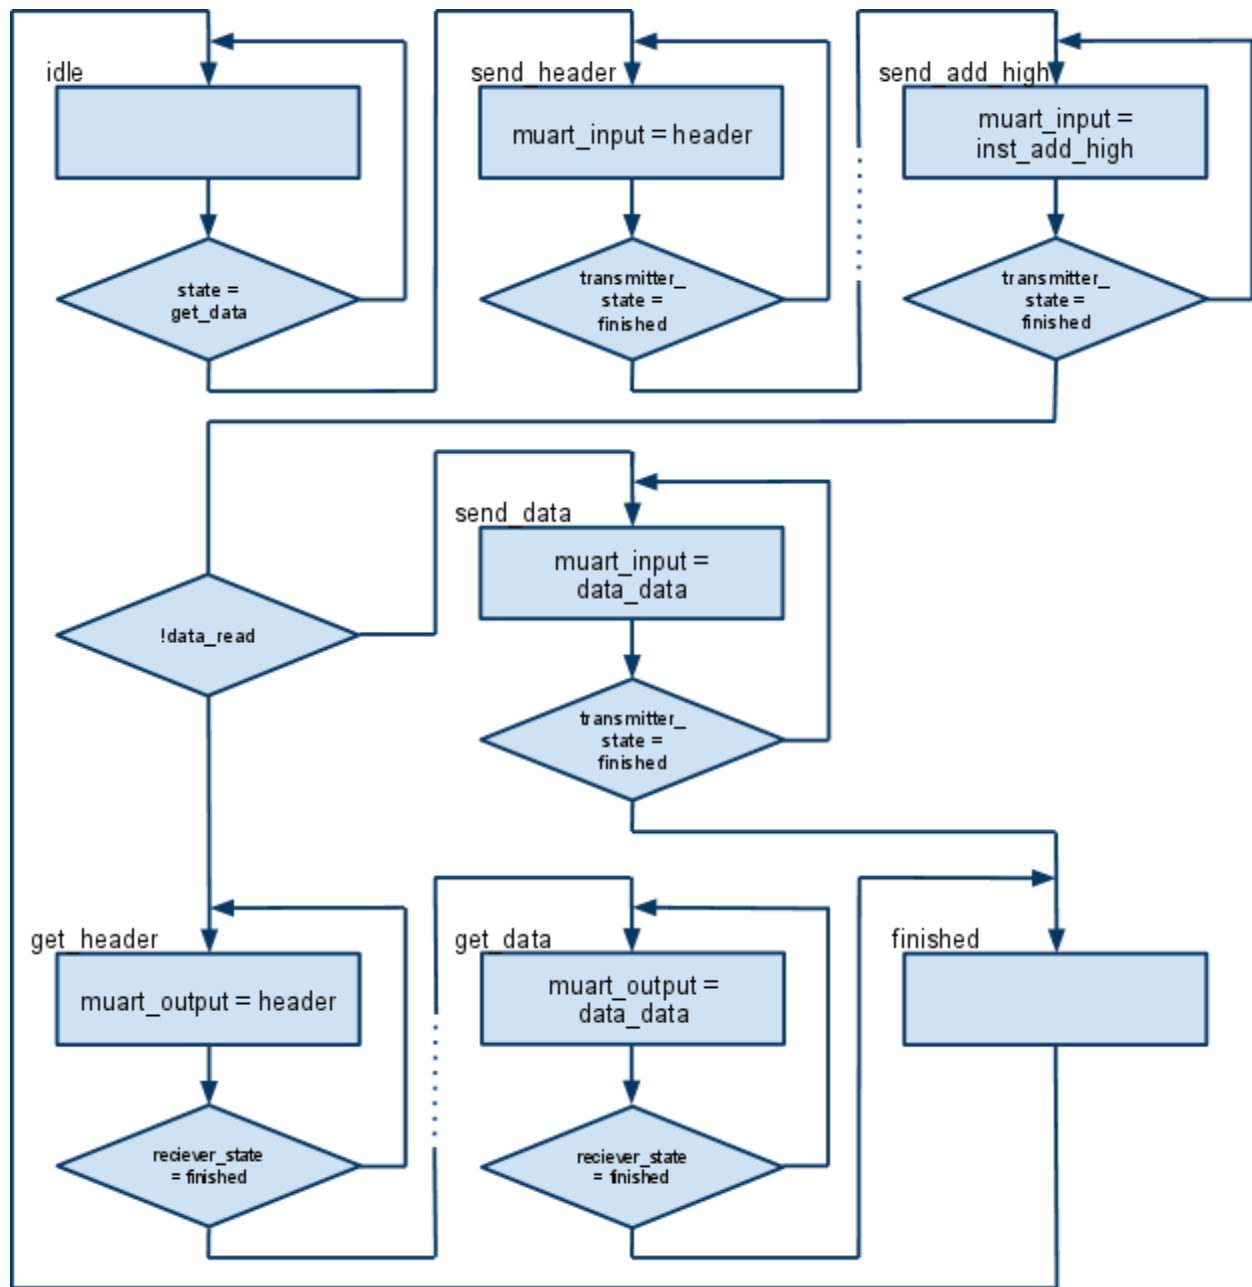 idle
state =
get_data
send_header
muart_input = header
transmitter_
state =
finished
send_add_high
muart_input =
inst_add_high
transmitter_
state =
finished
!data_read
send_data
muart_input =
data_data
transmitter_
state =
finished
get_header
muart_output = header
reciever_state
= finished
get_data
muart_output =
data_data
reciever_state
= finished
finished